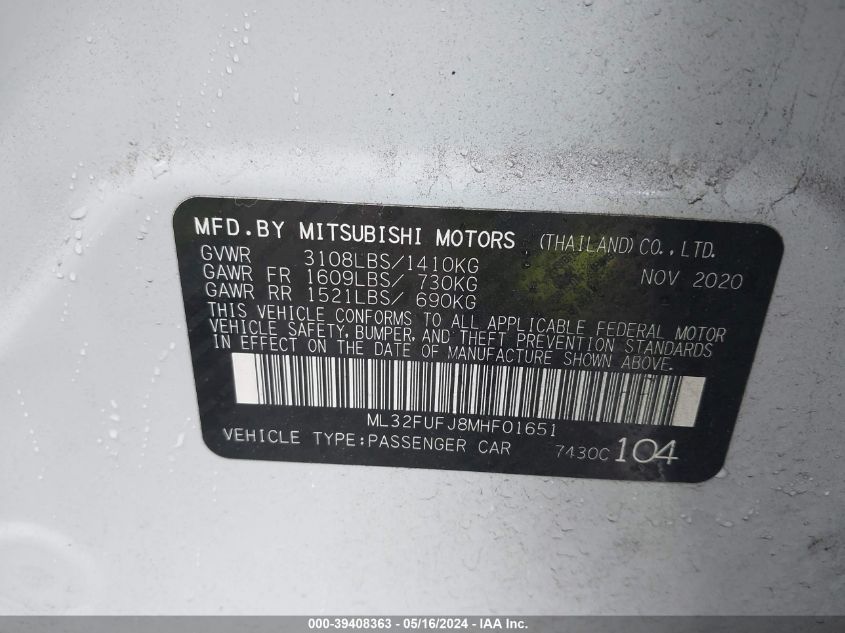 MFD.BY MITSUBISHI MOTORS (THAILAND)CO.,LTD.
GVWR 3108LBS/1410KG NOV 2020
GAWR FR 1609LBS/ 730KG
GAWR RR 1521LBS/ 690KG
THIS VEHICLE CONFORMS TO ALL APPLICABLE FEDERAL MOTOR
VEHICLE SAFETY, BUMPER, AND THEFT PREVENTION STANDARDS
IN EFFECT ON THE DATE OF MANUFACTURE SHOWN ABOVE.
ML32FUFJ8MHF01651
VEHICLE TYPE:PASSENGER CAR 7430C 104
000-39408363 - 05/16/2024 - IAA Inc.